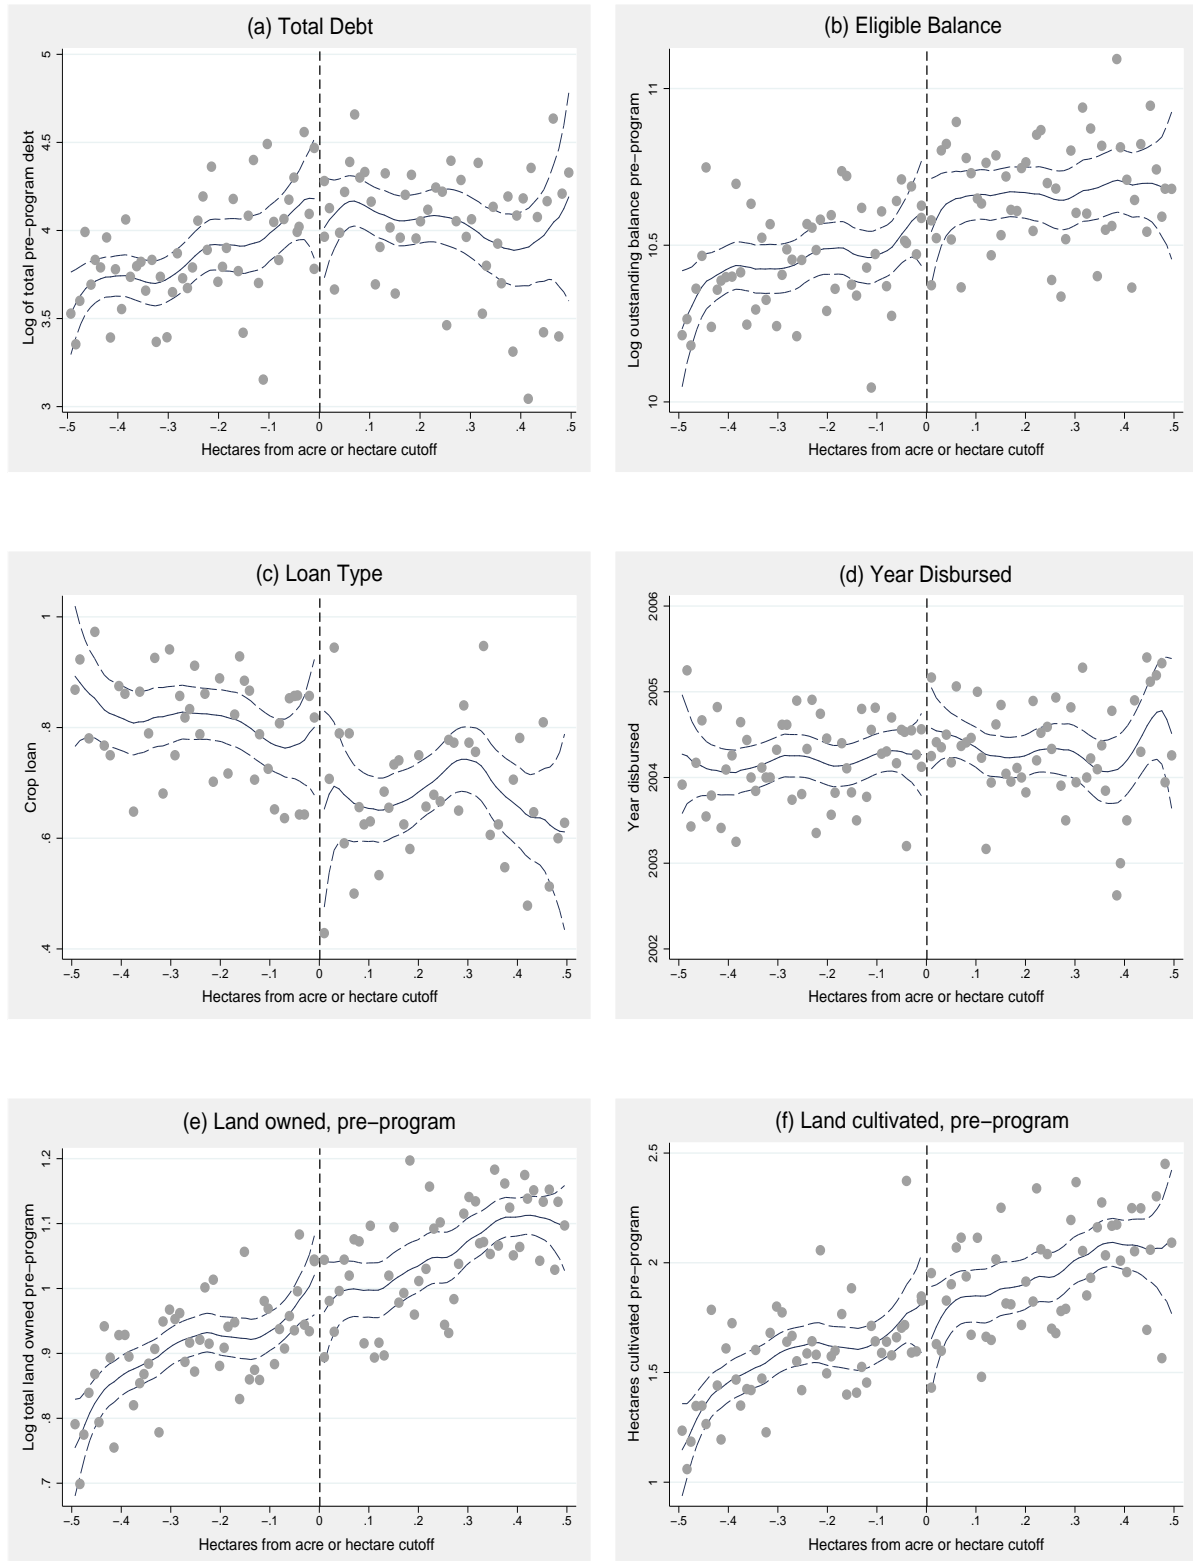 (a) Total Debt
Log of total pre−program debt
3 3.5 4 4.5 5
−.5 −.4 −.3 −.2 −.1 0 .1 .2 .3 .4 .5
Hectares from acre or hectare cutoff
(b) Eligible Balance
Log outstanding balance pre−program
10 10.5 11
−.5 −.4 −.3 −.2 −.1 0 .1 .2 .3 .4 .5
Hectares from acre or hectare cutoff
(c) Loan Type
Crop loan
.4 .6 .8 1
−.5 −.4 −.3 −.2 −.1 0 .1 .2 .3 .4 .5
Hectares from acre or hectare cutoff
(d) Year Disbursed
Year disbursed
2002 2003 2004 2005 2006
−.5 −.4 −.3 −.2 −.1 0 .1 .2 .3 .4 .5
Hectares from acre or hectare cutoff
(e) Land owned, pre−program
Log total land owned pre−program
.7 .8 .9 1 1.1 1.2
−.5 −.4 −.3 −.2 −.1 0 .1 .2 .3 .4 .5
Hectares from acre or hectare cutoff
(f) Land cultivated, pre−program
Hectares cultivated pre−program
1 1.5 2 2.5
−.5 −.4 −.3 −.2 −.1 0 .1 .2 .3 .4 .5
Hectares from acre or hectare cutoff